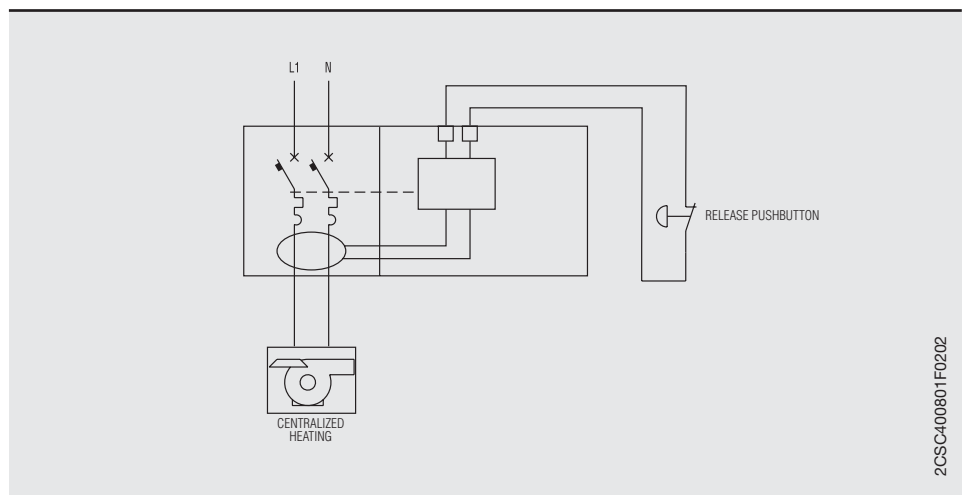 L1 N
RELEASE PUSHBUTTON
CENTRALIZED
HEATING
2CSC400801F0202